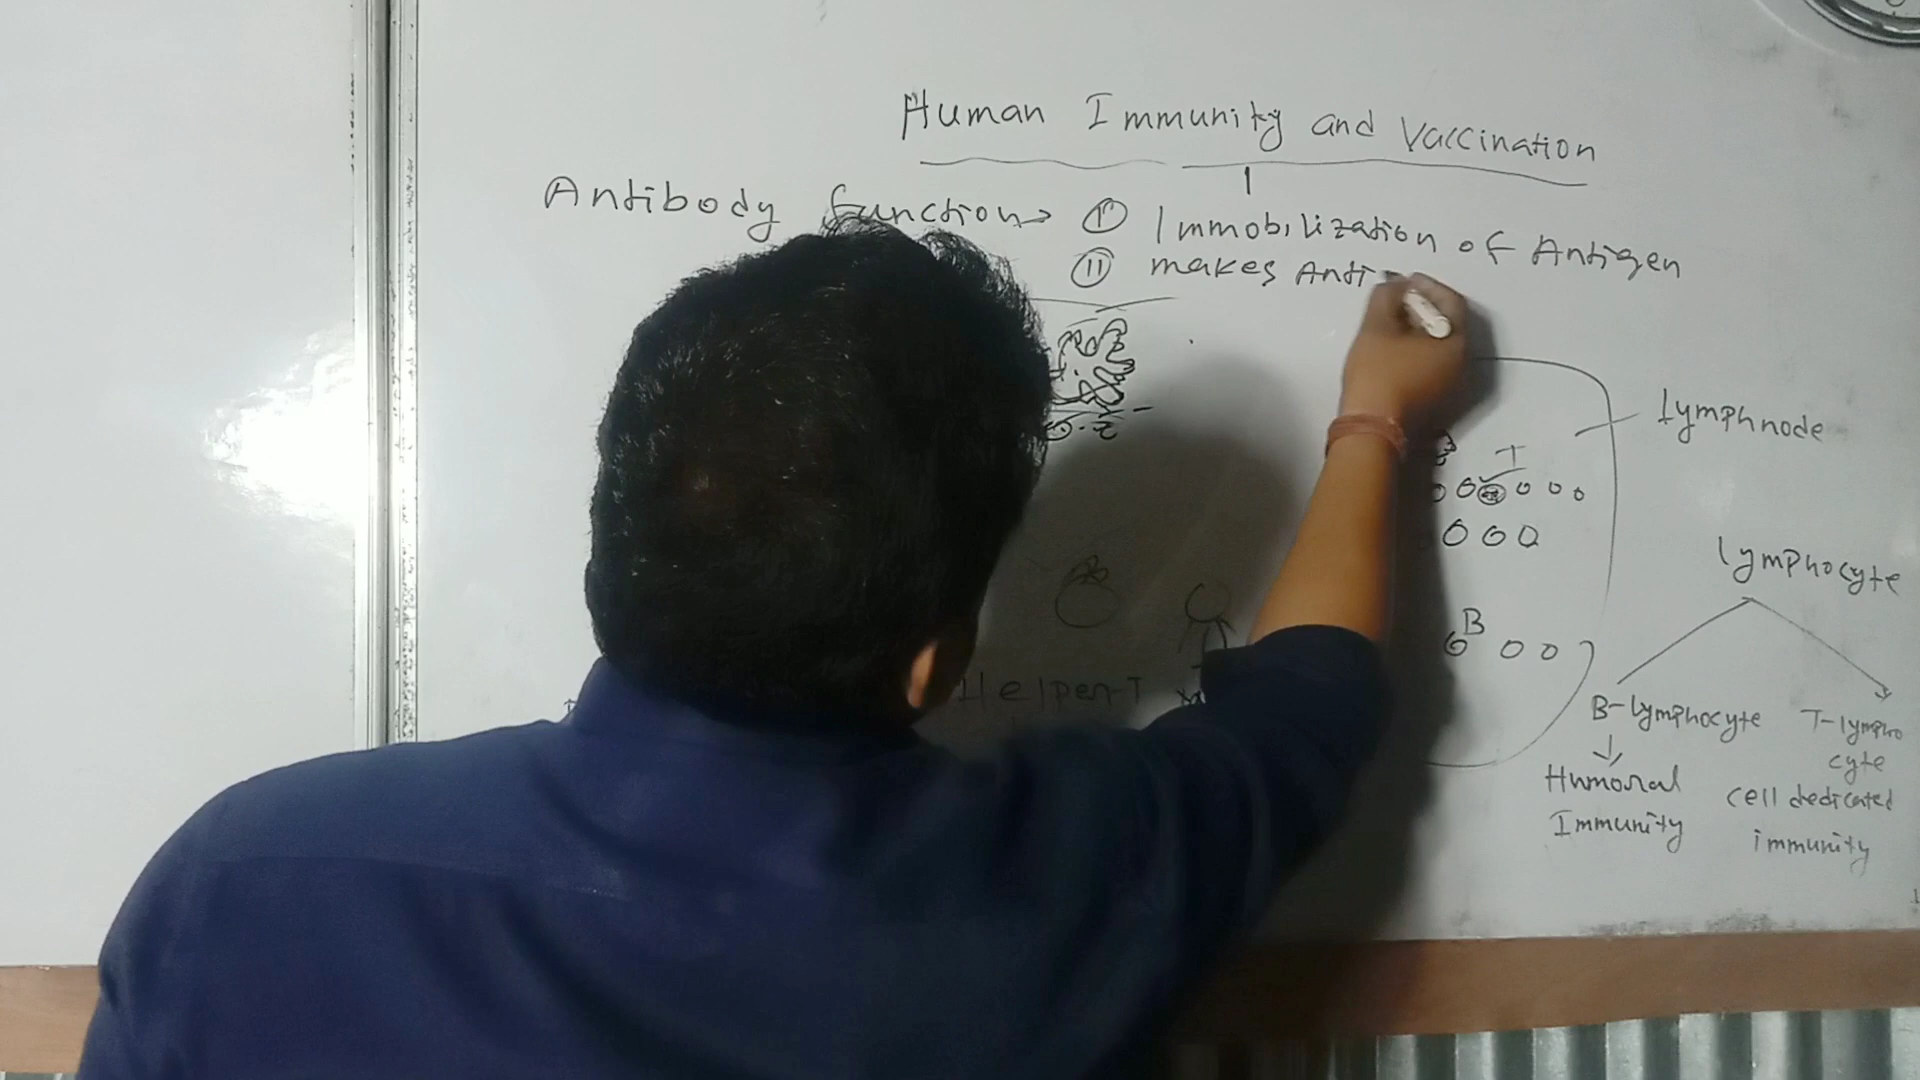 Human Immunity and Vaccination
Antibody function → (I) Immobilization of Antigen
(II) makes Anti
Lymphnode
T
B
Helper-T
Lymphocyte
B-Lymphocyte
T-lympho
cyte
Humoral
Immunity
cell dedicated
immunity